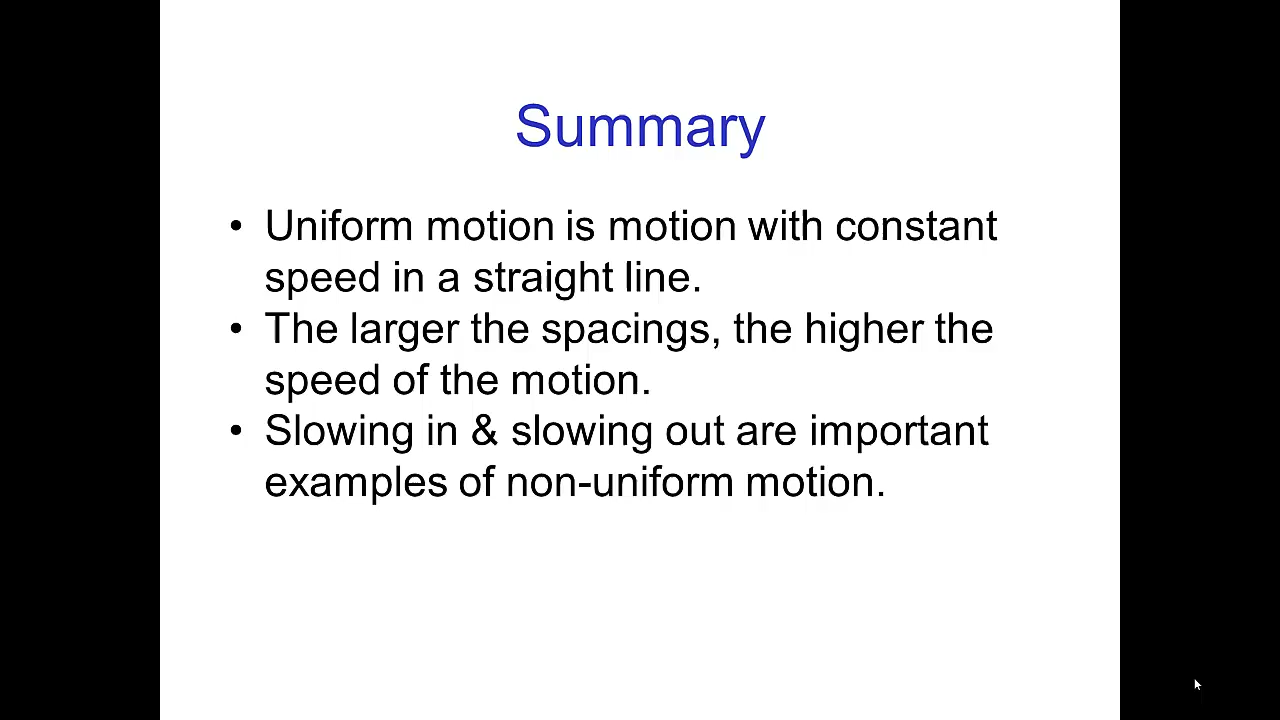 Summary
• Uniform motion is motion with constant
speed in a straight line.
• The larger the spacings, the higher the
speed of the motion.
• Slowing in & slowing out are important
examples of non-uniform motion.